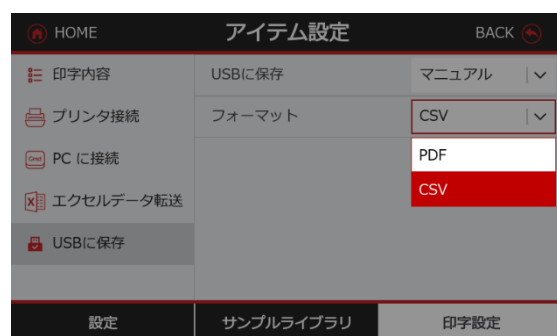 HOME
アイテム設定
BACK
印字内容
プリンタ接続
Cmd
PC に接続
X
エクセルデータ転送
USBに保存
USBに保存
マニュアル
フォーマット
CSV
PDF
CSV
設定
サンプルライブラリ
印字設定